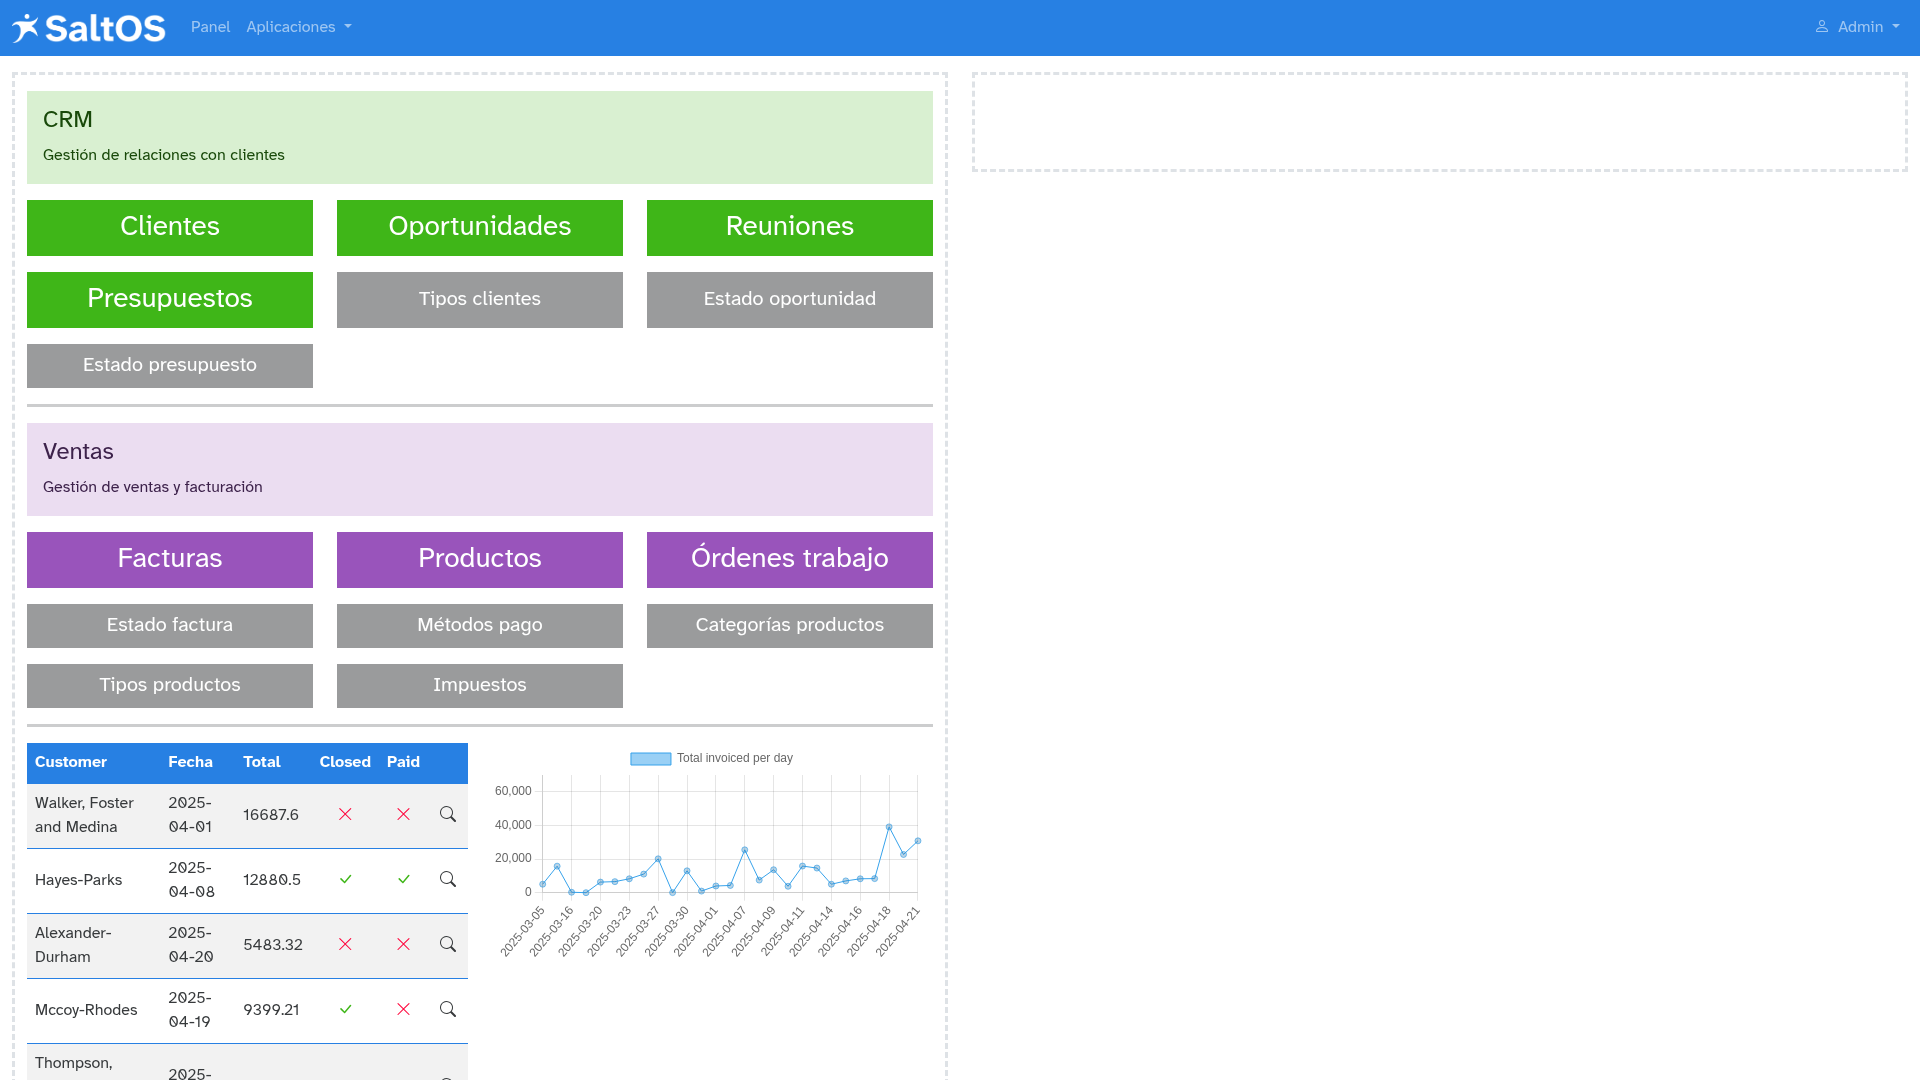 SaltOS
Panel
Aplicaciones
Admin
CRM
Gestión de relaciones con clientes
Clientes
Oportunidades
Reuniones
Presupuestos
Tipos clientes
Estado oportunidad
Estado presupuesto
Ventas
Gestión de ventas y facturación
Facturas
Productos
Órdenes trabajo
Estado factura
Métodos pago
Categorías productos
Tipos productos
Impuestos
Customer Fecha Total Closed Paid
Walker, Foster
and Medina
2025-
04-01
16687.6
Hayes-Parks
2025-
04-08
12880.5
Alexander-
Durham
2025-
04-20
5483.32
Mccoy-Rhodes
2025-
04-19
9399.21
Thompson,
2025-
Total invoiced per day
60,000
40,000
20,000
0
2025-03-05
2025-03-16
2025-03-20
2025-03-23
2025-03-27
2025-03-30
2025-04-01
2025-04-07
2025-04-09
2025-04-11
2025-04-14
2025-04-16
2025-04-18
2025-04-21